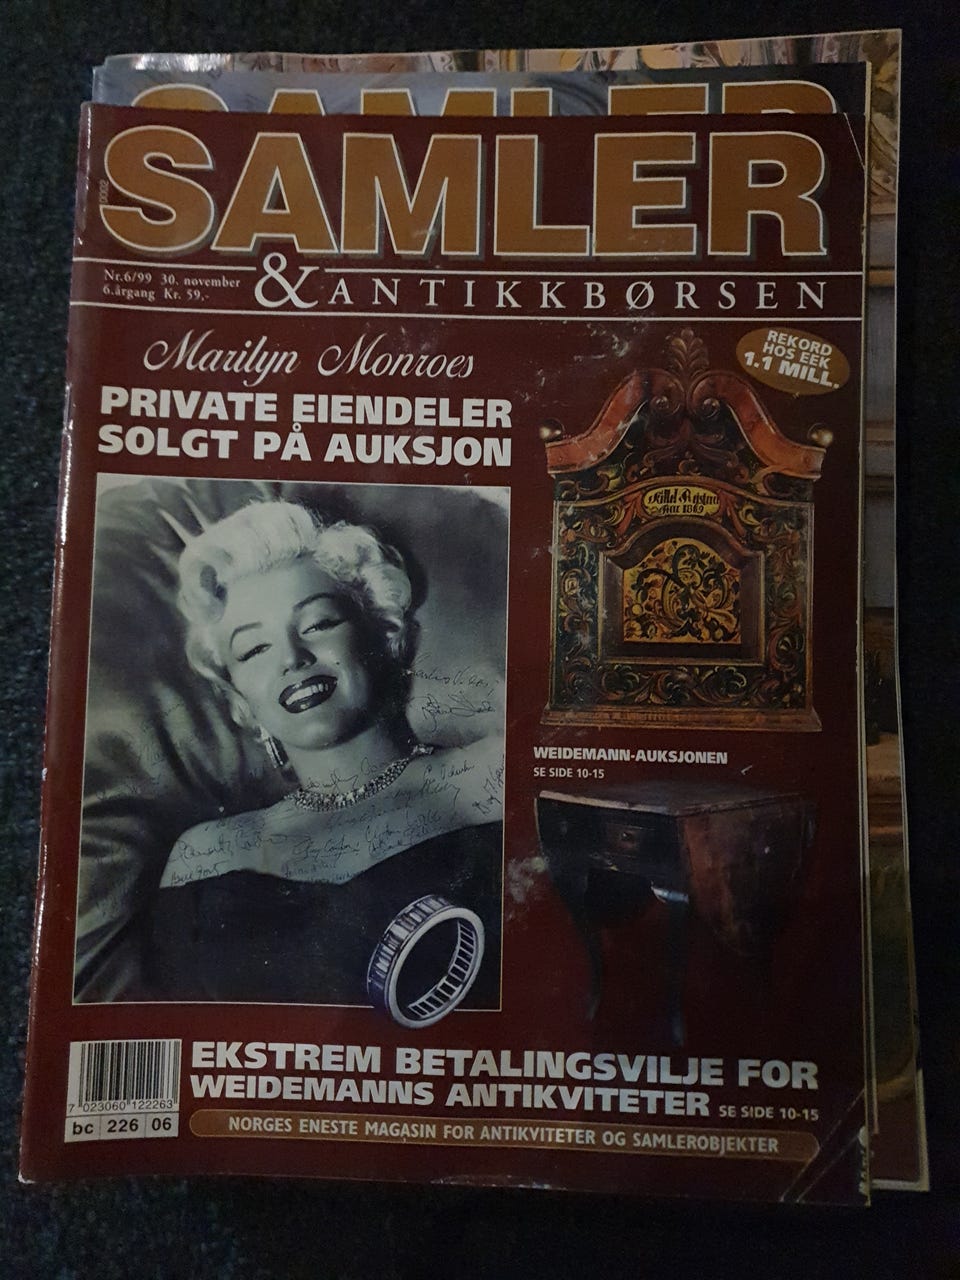 SAMLER
SAMLER
Nr.6/99 30. november
6.årgang Kr. 59,-
& ANTIKKBØRSEN
Marilyn Monroes
PRIVATE EIENDELER
SOLGT PÅ AUKSJON
REKORD
HOS EEK
1.1 MILL.
WEIDEMANN-AUKSJONEN
SE SIDE 10-15
EKSTREM BETALINGSVILJE FOR
WEIDEMANNS ANTIKVITETER SE SIDE 10-15
NORGES ENESTE MAGASIN FOR ANTIKVITETER OG SAMLEROBJEKTER
7 023060 122263
bc 226 06